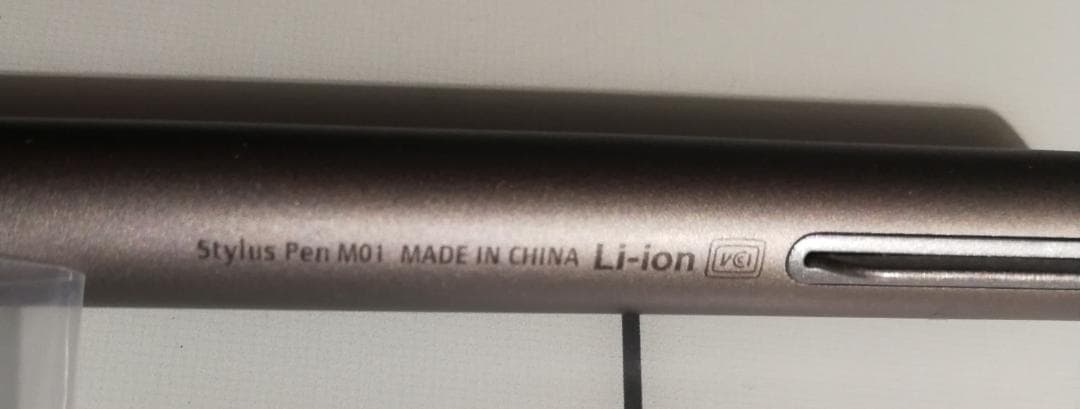 Stylus Pen M01 MADE IN CHINA Li-ion VCI